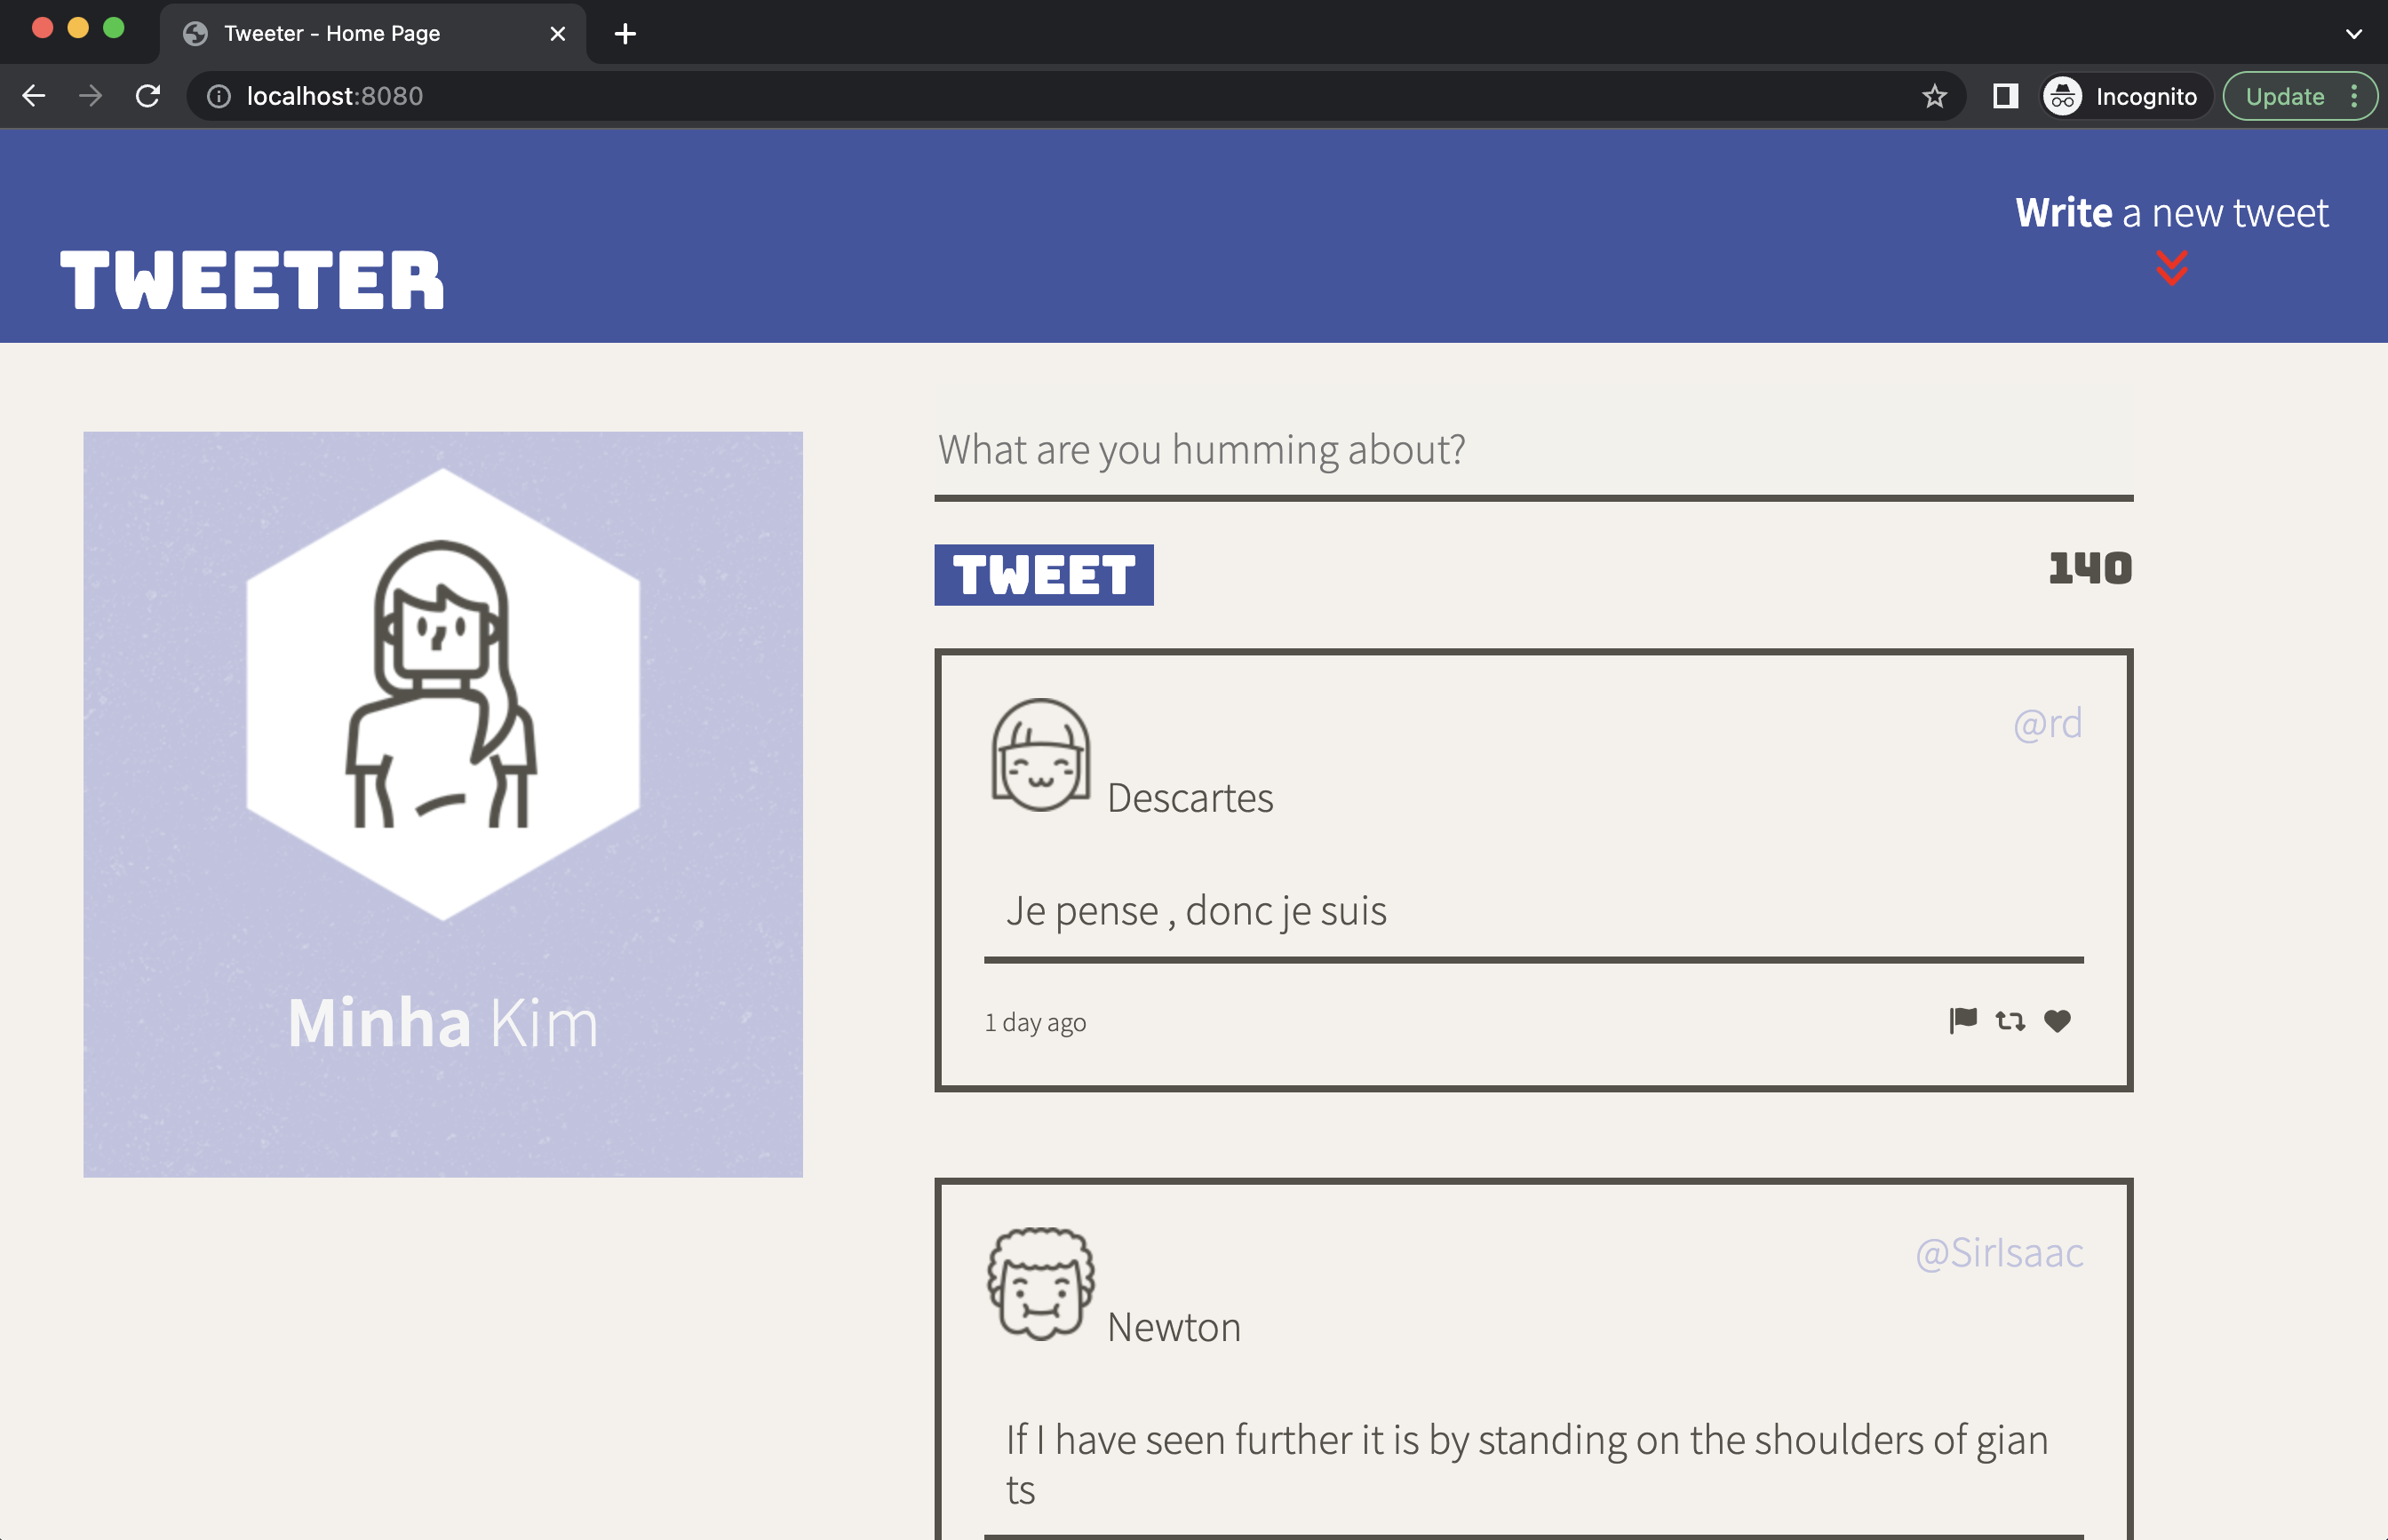 Tweeter - Home Page
localhost:8080
Incognito
Update
Write a new tweet
TWEETER
What are you humming about?
TWEET
140
Minha Kim
@rd
Descartes
Je pense , donc je suis
1 day ago
@SirIsaac
Newton
If I have seen further it is by standing on the shoulders of gian
ts